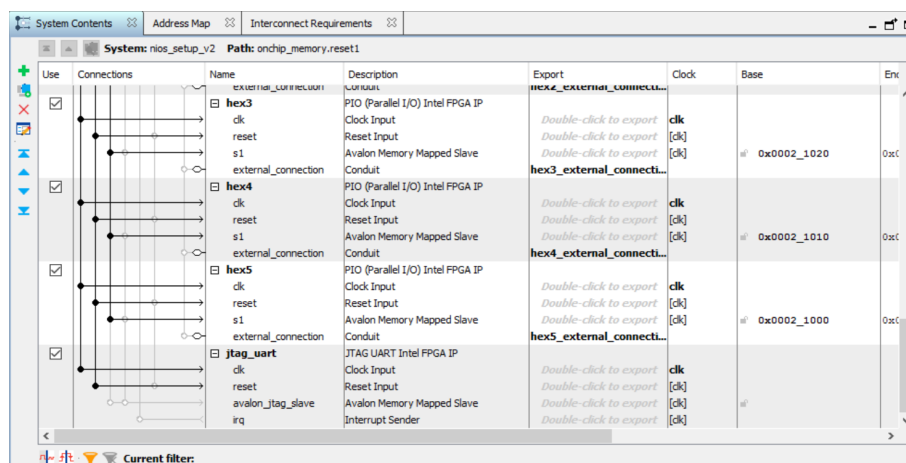 System Contents Address Map Interconnect Requirements
System: nios_setup_v2 Path: onchip_memory.reset1
Use Connections Name Description Export Clock Base
external_connection Conduit hex2_external_connecti...
hex3 PIO (Parallel I/O) Intel FPGA IP
clk Clock Input Double-click to export clk
reset Reset Input Double-click to export [clk]
s1 Avalon Memory Mapped Slave Double-click to export [clk] 0x0002_1020
external_connection Conduit hex3_external_connecti...
hex4 PIO (Parallel I/O) Intel FPGA IP
clk Clock Input Double-click to export clk
reset Reset Input Double-click to export [clk]
s1 Avalon Memory Mapped Slave Double-click to export [clk] 0x0002_1010
external_connection Conduit hex4_external_connecti...
hex5 PIO (Parallel I/O) Intel FPGA IP
clk Clock Input Double-click to export clk
reset Reset Input Double-click to export [clk]
s1 Avalon Memory Mapped Slave Double-click to export [clk] 0x0002_1000
external_connection Conduit hex5_external_connecti...
jtag_uart JTAG UART Intel FPGA IP
clk Clock Input Double-click to export clk
reset Reset Input Double-click to export [clk]
avalon_jtag_slave Avalon Memory Mapped Slave Double-click to export [clk]
irq Interrupt Sender Double-click to export [clk]
Current filter: